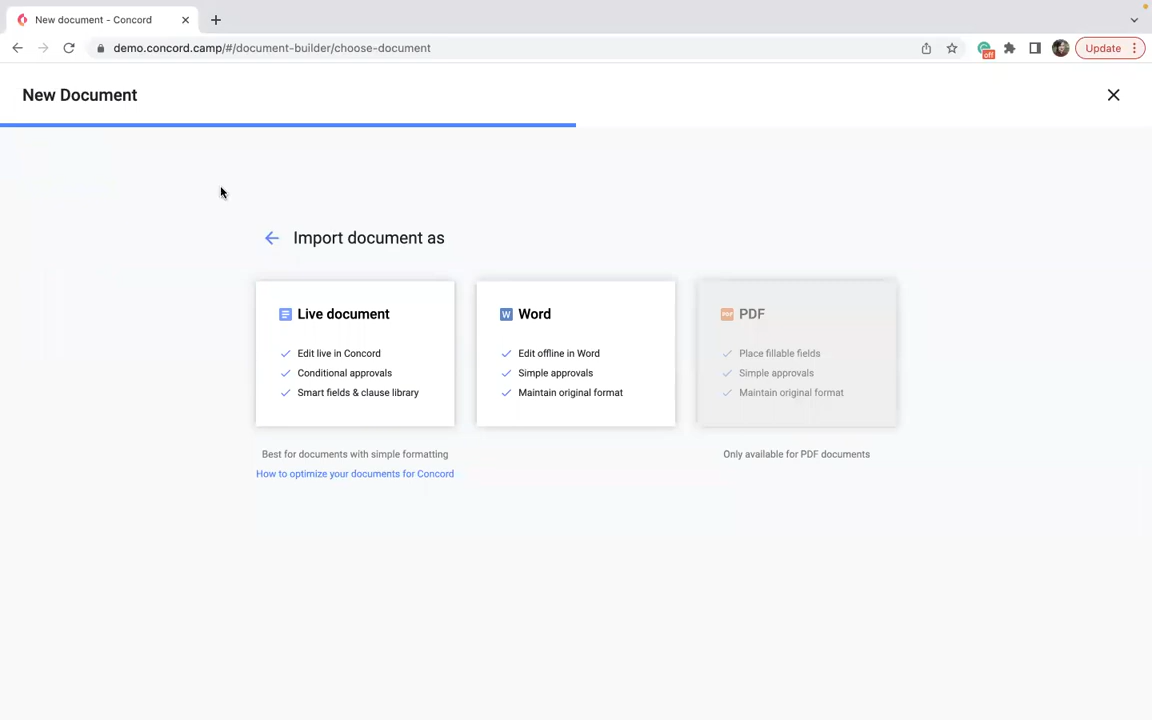 New document - Concord
demo.concord.camp/#/document-builder/choose-document
off
Update
New Document
Import document as
Live document
Edit live in Concord
Conditional approvals
Smart fields & clause library
Best for documents with simple formatting
How to optimize your documents for Concord
W Word
Edit offline in Word
Simple approvals
Maintain original format
PDF PDF
Place fillable fields
Simple approvals
Maintain original format
Only available for PDF documents